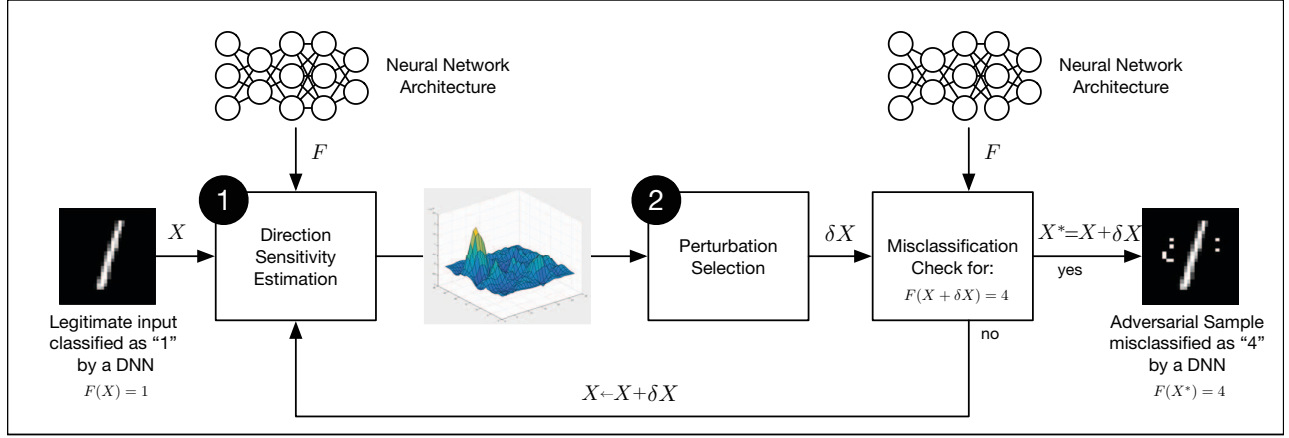 Neural Network
Architecture
Neural Network
Architecture
F
F
1
2
X
Direction
Sensitivity
Estimation
Perturbation
Selection
δX
Misclassification
Check for:
F(X + δX) = 4
X*=X+δX
yes
no
Legitimate input
classified as “1”
by a DNN
F(X) = 1
Adversarial Sample
misclassified as “4”
by a DNN
F(X*) = 4
X←X+δX